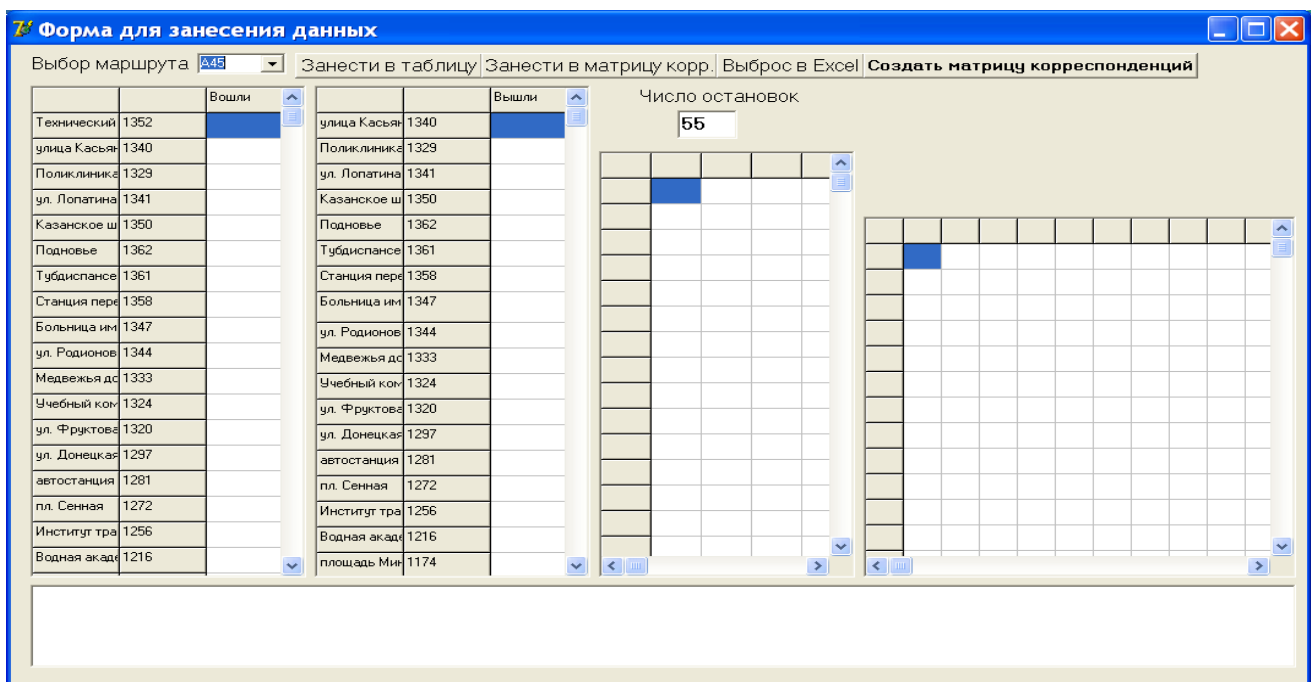 Форма для занесения данных
Выбор маршрута A45 Занести в таблицу Занести в матрицу корр. Выброс в Excel Создать матрицу корреспонденций
Вошли
Технический 1352
улица Касьян 1340
Поликлиника 1329
ул. Лопатина 1341
Казанское ш 1350
Подновье 1362
Тубдиспансе 1361
Станция пере 1358
Больница им 1347
ул. Родионов 1344
Медвежья до 1333
Учебный ком 1324
ул. Фруктова 1320
ул. Донецкая 1297
автостанция 1281
пл. Сенная 1272
Институт тра 1256
Водная акаде 1216
Вышли
улица Касьян 1340
Поликлиника 1329
ул. Лопатина 1341
Казанское ш 1350
Подновье 1362
Тубдиспансе 1361
Станция пере 1358
Больница им 1347
ул. Родионов 1344
Медвежья до 1333
Учебный ком 1324
ул. Фруктова 1320
ул. Донецкая 1297
автостанция 1281
пл. Сенная 1272
Институт тра 1256
Водная акаде 1216
площадь Мин 1174
Число остановок
55